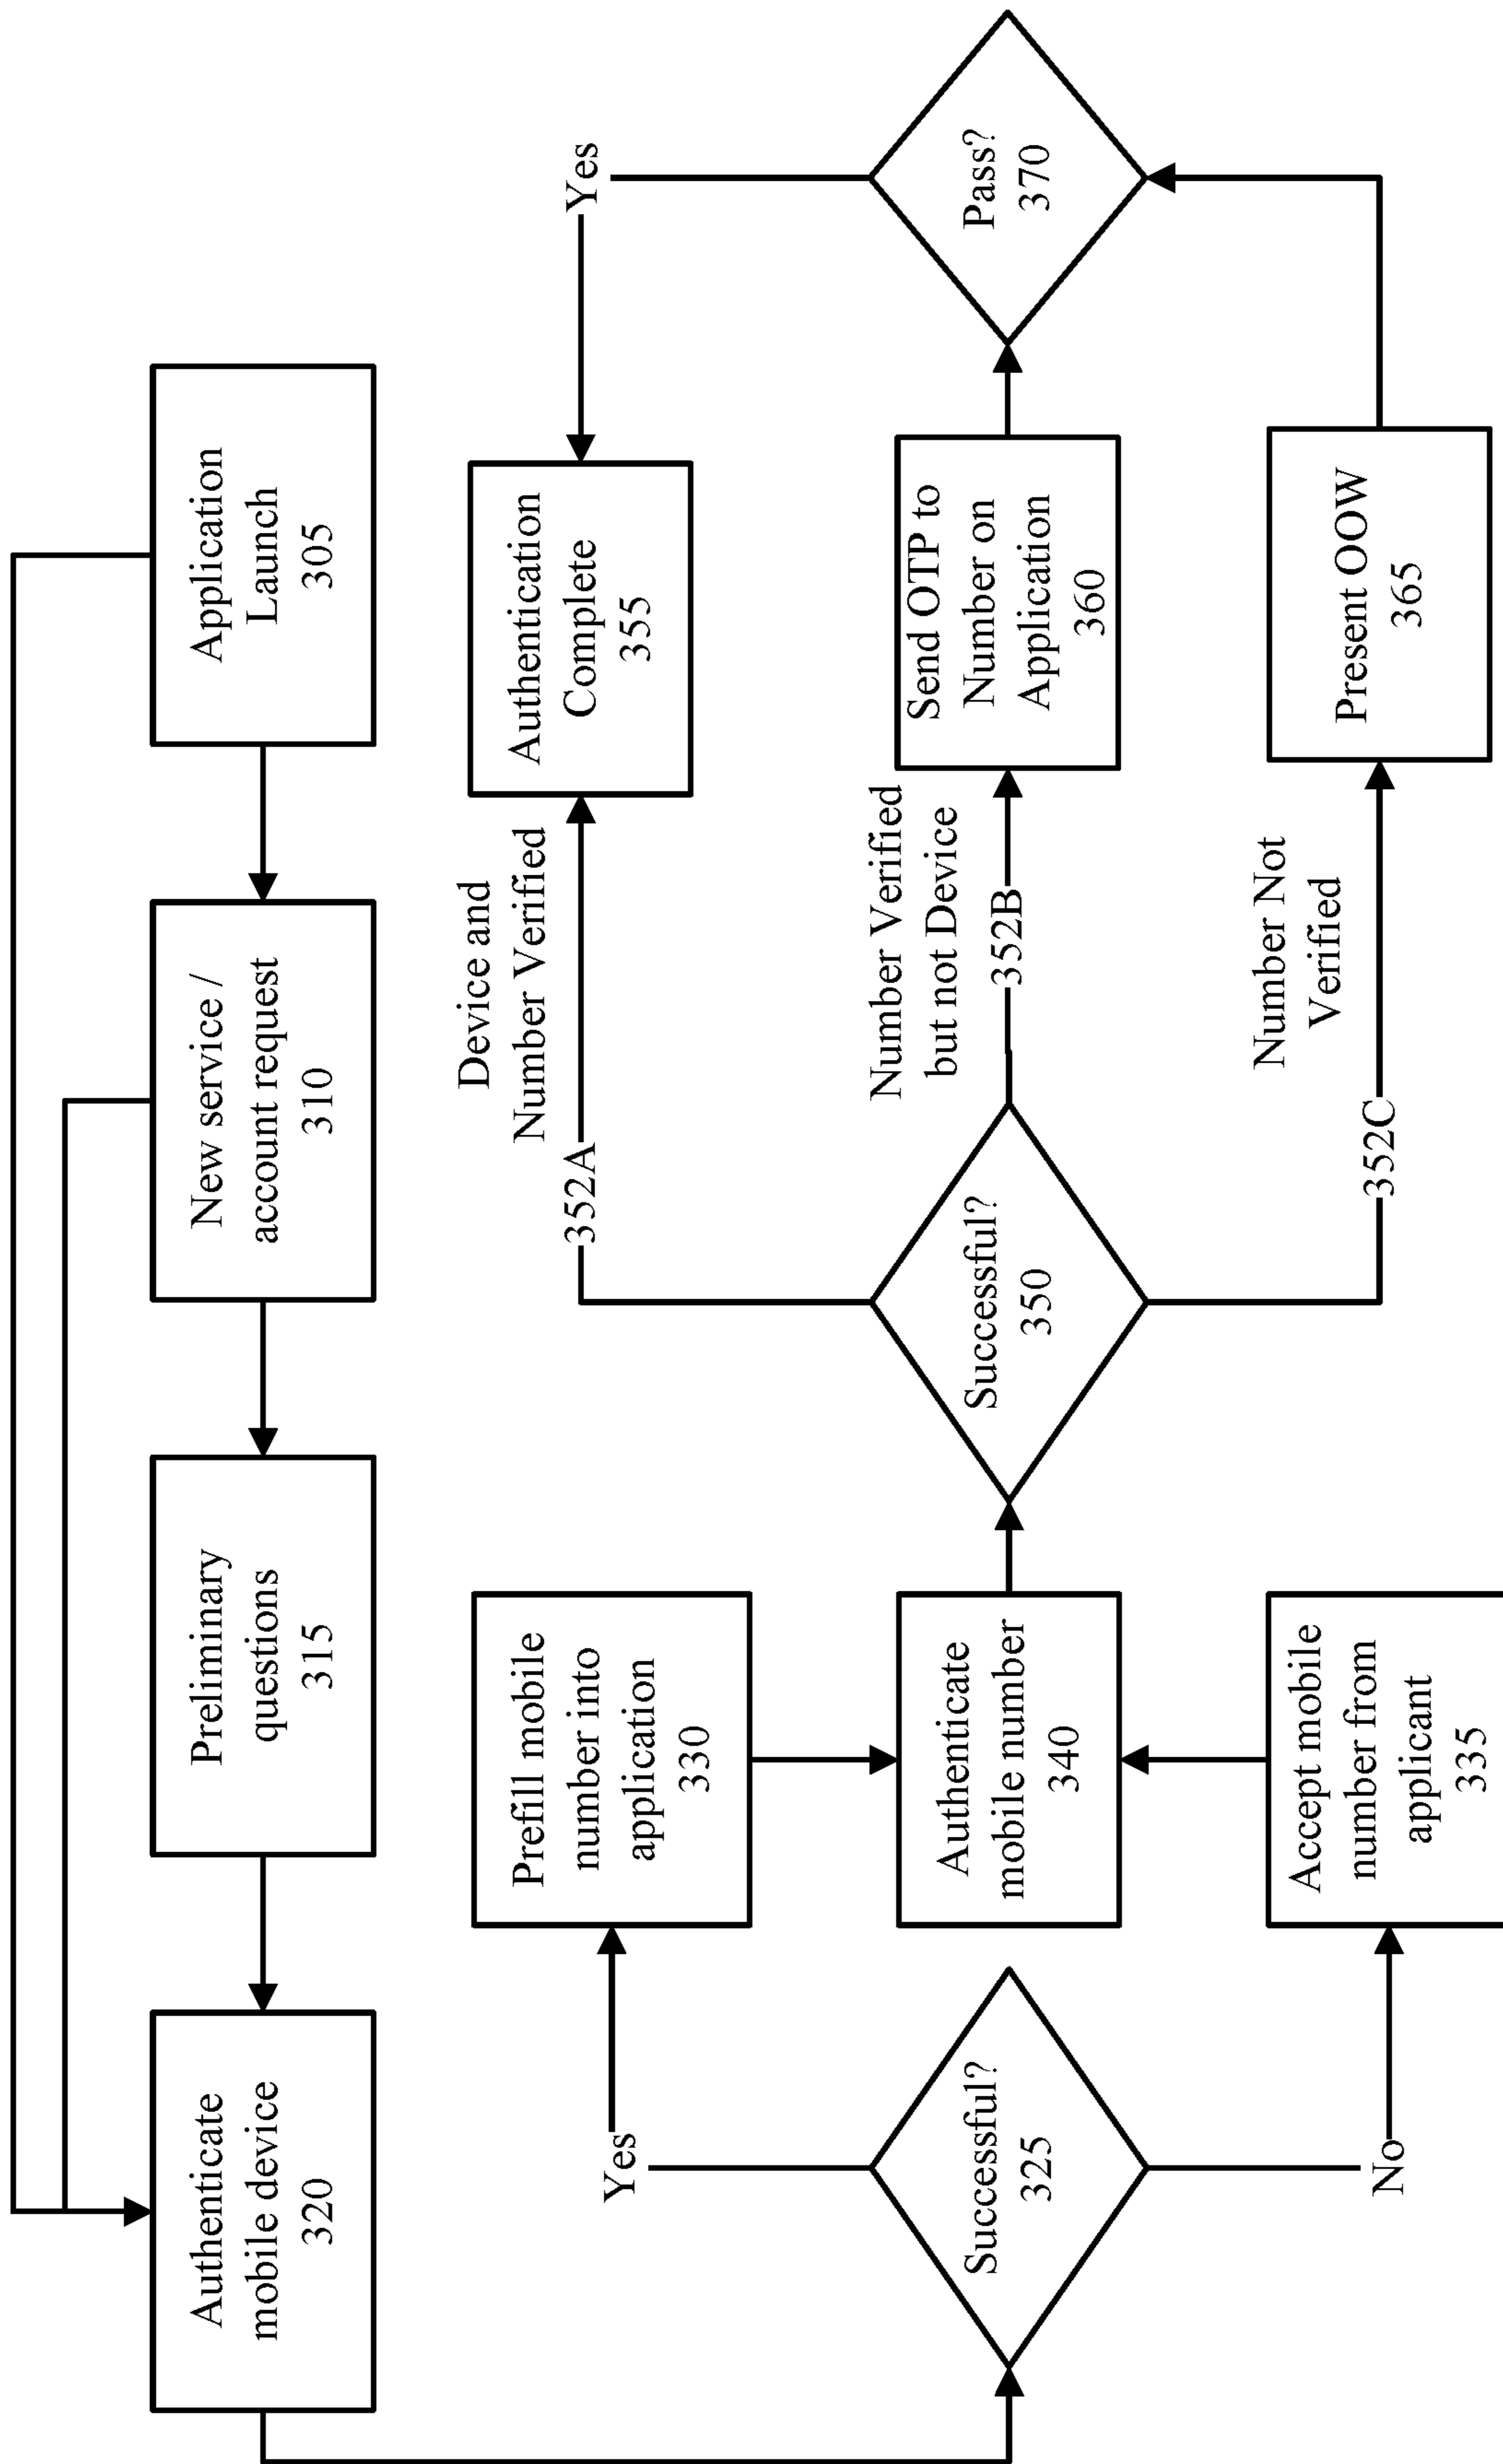 Application
Launch
305
New service /
account request
310
Preliminary
questions
315
Authenticate
mobile device
320
Successful?
325
Yes
No
Prefill mobile
number into
application
330
Accept mobile
number from
applicant
335
Authenticate
mobile number
340
Successful?
350
352A
Device and
Number Verified
352B
Number Verified
but not Device
352C
Number Not
Verified
Authentication
Complete
355
Send OTP to
Number on
Application
360
Present OOW
365
Pass?
370
Yes